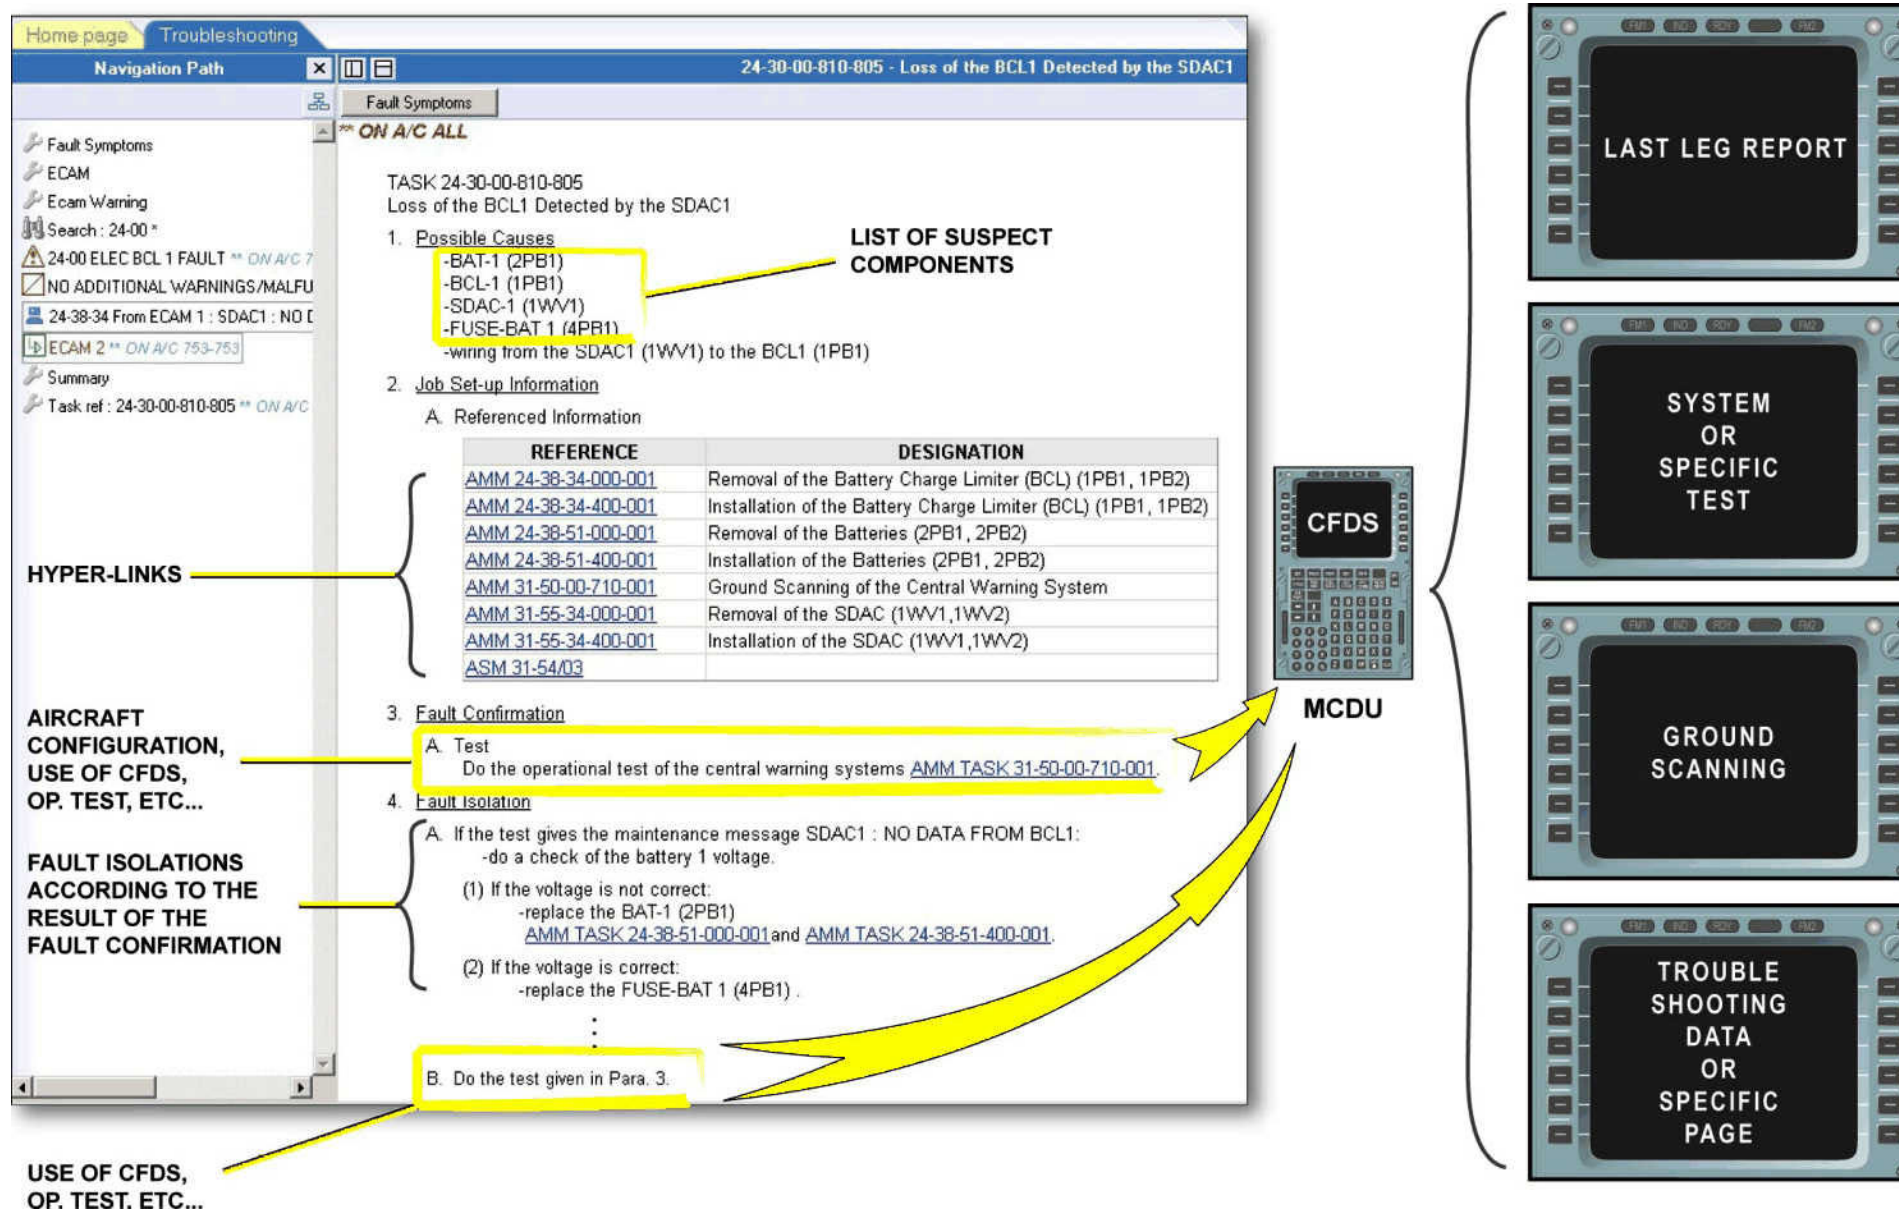 Home page
Troubleshooting
Navigation Path
24-30-00-810-805 - Loss of the BCL1 Detected by the SDAC1
Fault Symptoms
** ON A/C ALL
Fault Symptoms
ECAM
Ecam Warning
Search : 24-00 *
24-00 ELEC BCL 1 FAULT ** ON A/C 7
NO ADDITIONAL WARNINGS/MALFU
24-38-34 From ECAM 1 : SDAC1 : NO D
ECAM 2 ** ON A/C 753-753
Summary
Task ref : 24-30-00-810-805 ** ON A/C
TASK 24-30-00-810-805
Loss of the BCL1 Detected by the SDAC1
1. Possible Causes
-BAT-1 (2PB1)
-BCL-1 (1PB1)
-SDAC-1 (1WV1)
-FUSE-BAT 1 (4PB1)
-wiring from the SDAC1 (1WV1) to the BCL1 (1PB1)
LIST OF SUSPECT
COMPONENTS
2. Job Set-up Information
A. Referenced Information
REFERENCE DESIGNATION
AMM 24-38-34-000-001 Removal of the Battery Charge Limiter (BCL) (1PB1, 1PB2)
AMM 24-38-34-400-001 Installation of the Battery Charge Limiter (BCL) (1PB1, 1PB2)
AMM 24-38-51-000-001 Removal of the Batteries (2PB1, 2PB2)
AMM 24-38-51-400-001 Installation of the Batteries (2PB1, 2PB2)
AMM 31-50-00-710-001 Ground Scanning of the Central Warning System
AMM 31-55-34-000-001 Removal of the SDAC (1WV1,1WV2)
AMM 31-55-34-400-001 Installation of the SDAC (1WV1,1WV2)
ASM 31-54/03
HYPER-LINKS
3. Fault Confirmation
A. Test
Do the operational test of the central warning systems AMM TASK 31-50-00-710-001.
AIRCRAFT
CONFIGURATION,
USE OF CFDS,
OP. TEST, ETC...
4. Fault Isolation
A. If the test gives the maintenance message SDAC1 : NO DATA FROM BCL1:
-do a check of the battery 1 voltage.
(1) If the voltage is not correct:
-replace the BAT-1 (2PB1)
AMM TASK 24-38-51-000-001 and AMM TASK 24-38-51-400-001.
(2) If the voltage is correct:
-replace the FUSE-BAT 1 (4PB1) .
FAULT ISOLATIONS
ACCORDING TO THE
RESULT OF THE
FAULT CONFIRMATION
B. Do the test given in Para. 3.
USE OF CFDS,
OP. TEST, ETC...
CFDS
MCDU
FM1 IND RDY FM2
LAST LEG REPORT
FM1 IND RDY FM2
SYSTEM
OR
SPECIFIC
TEST
FM1 IND RDY FM2
GROUND
SCANNING
FM1 IND RDY FM2
TROUBLE
SHOOTING
DATA
OR
SPECIFIC
PAGE